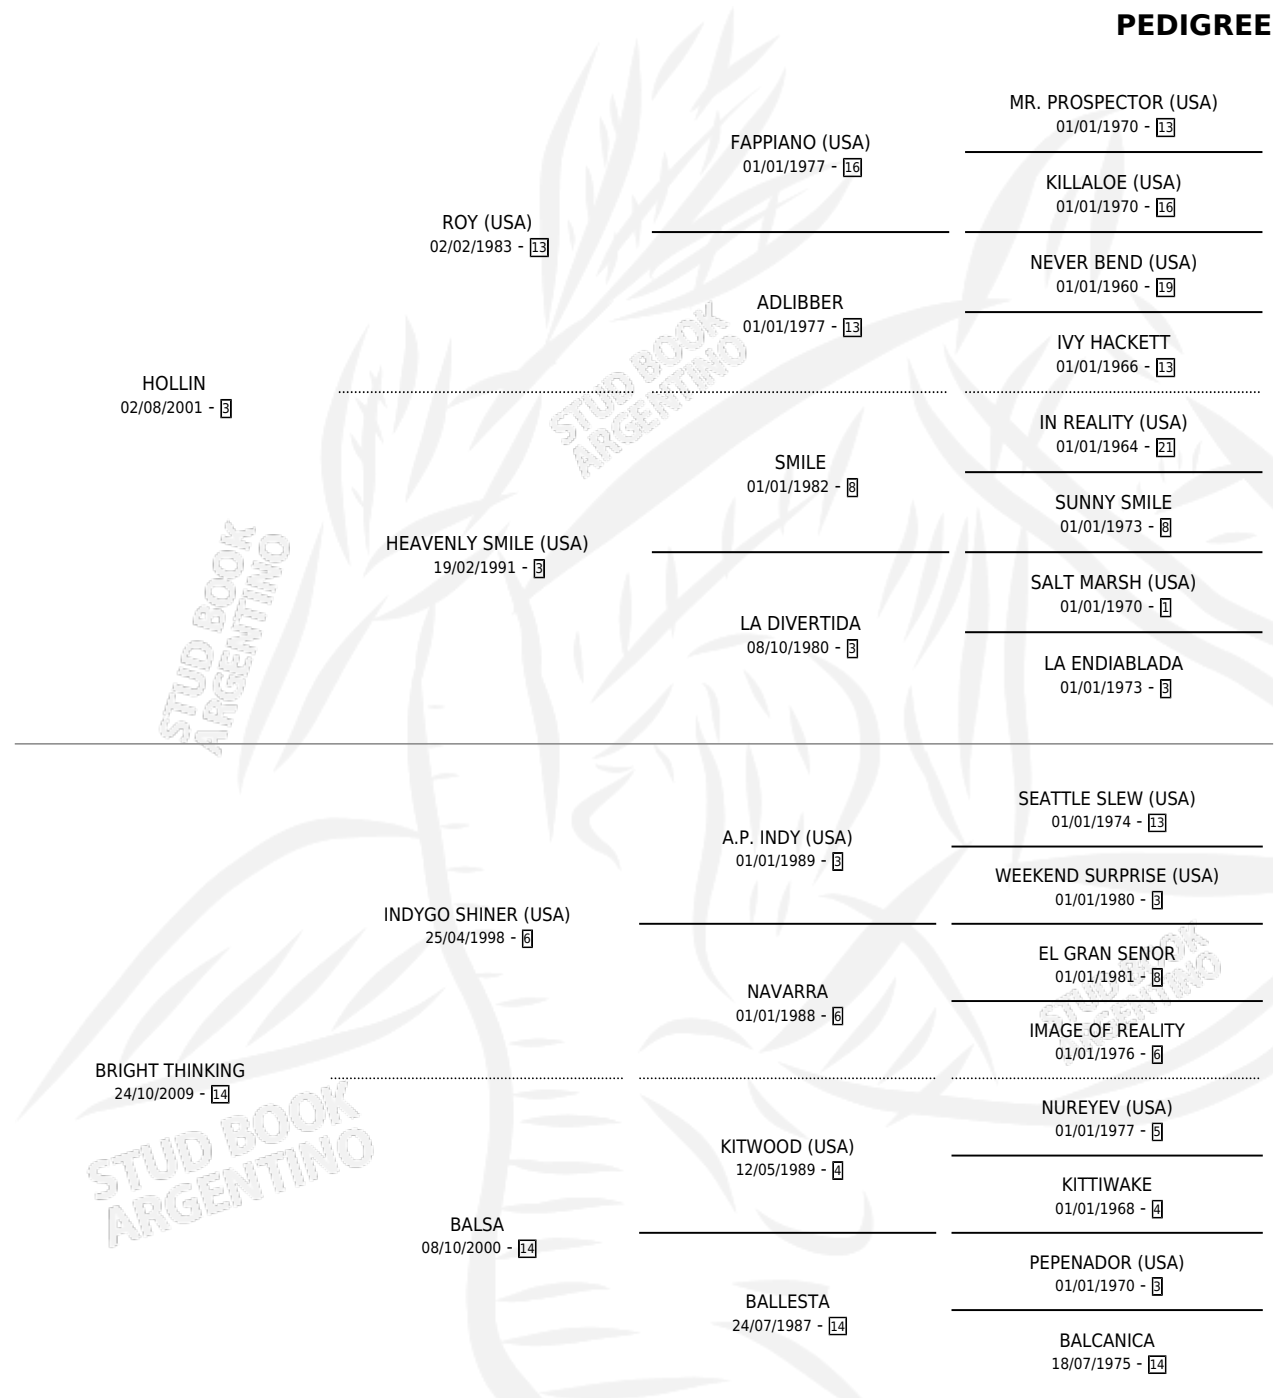 PEDIGREE
MR. PROSPECTOR (USA)
01/01/1970 - 13
FAPPIANO (USA)
01/01/1977 - 16
KILLALOE (USA)
01/01/1970 - 16
ROY (USA)
02/02/1983 - 13
NEVER BEND (USA)
01/01/1960 - 19
ADLIBBER
01/01/1977 - 13
IVY HACKETT
01/01/1966 - 13
HOLLIN
02/08/2001 - 3
IN REALITY (USA)
01/01/1964 - 21
SMILE
01/01/1982 - 8
SUNNY SMILE
01/01/1973 - 8
HEAVENLY SMILE (USA)
19/02/1991 - 3
SALT MARSH (USA)
01/01/1970 - 1
LA DIVERTIDA
08/10/1980 - 3
LA ENDIABLADA
01/01/1973 - 3
SEATTLE SLEW (USA)
01/01/1974 - 13
A.P. INDY (USA)
01/01/1989 - 3
WEEKEND SURPRISE (USA)
01/01/1980 - 3
INDYGO SHINER (USA)
25/04/1998 - 6
EL GRAN SENOR
01/01/1981 - 8
NAVARRA
01/01/1988 - 6
IMAGE OF REALITY
01/01/1976 - 6
BRIGHT THINKING
24/10/2009 - 14
NUREYEV (USA)
01/01/1977 - 5
KITWOOD (USA)
12/05/1989 - 4
KITTIWAKE
01/01/1968 - 4
BALSA
08/10/2000 - 14
PEPENADOR (USA)
01/01/1970 - 3
BALLESTA
24/07/1987 - 14
BALCANICA
18/07/1975 - 14
STUD BOOK
ARGENTINO
STUD BOOK
ARGENTINO
STUD BOOK
ARGENTINO
STUD BOOK
ARGENTINO